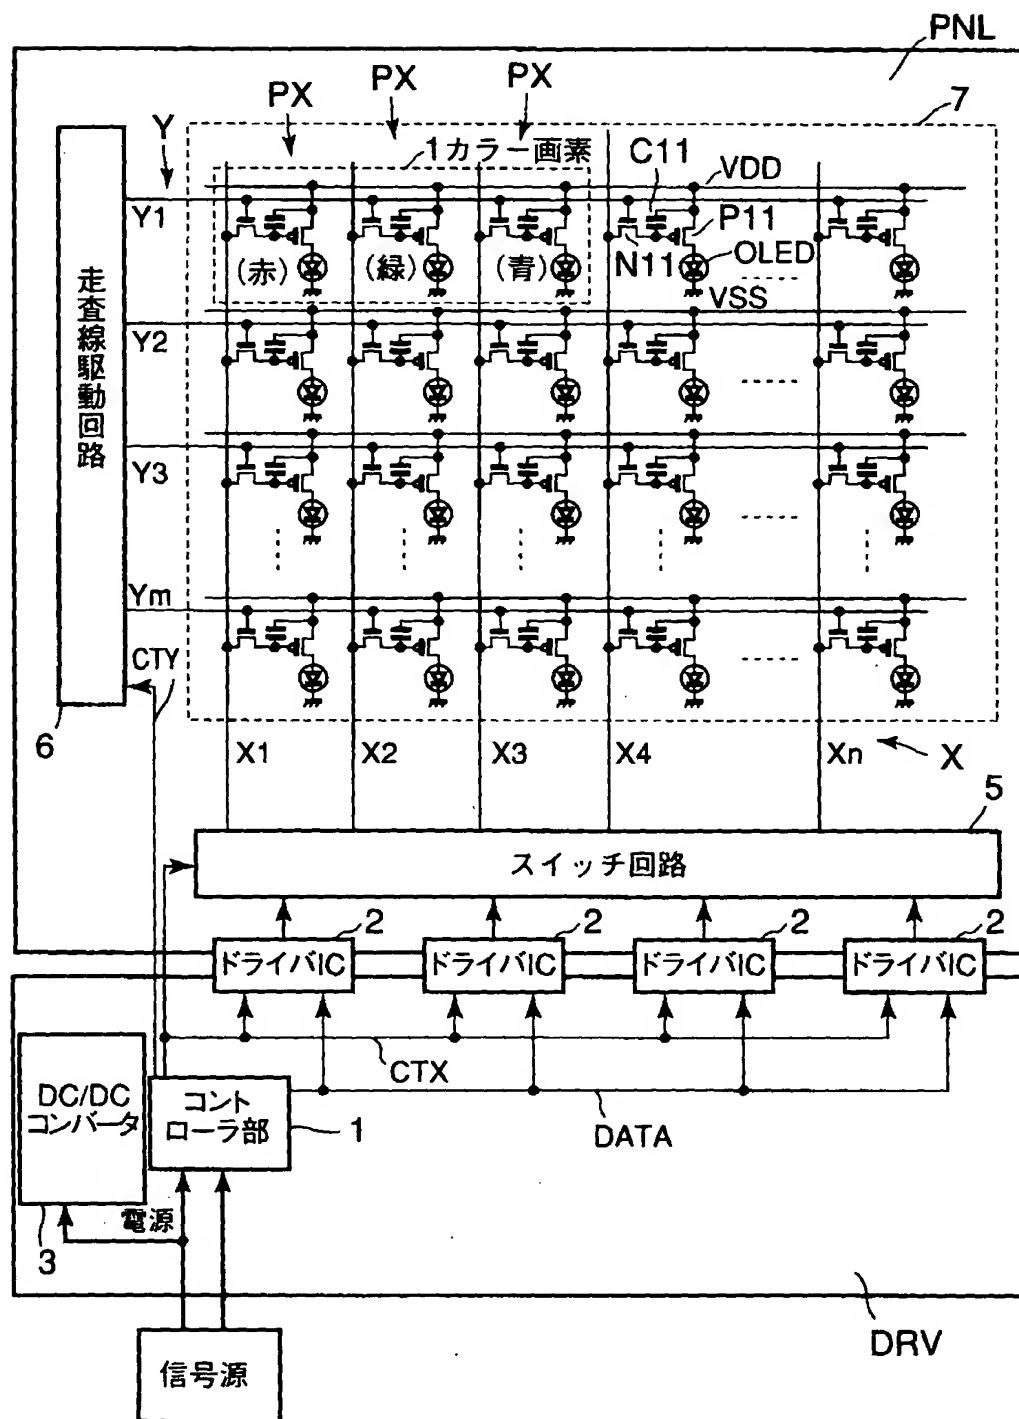 PNL
PX PX PX
7
Y
1カラー画素
C11
VDD
Y1
P11
N11
OLED
(赤) (緑) (青)
VSS
走査線駆動回路
Y2
Y3
Ym
CTY
6
X1 X2 X3 X4 Xn
X
5
スイッチ回路
2 2 2 2
ドライバIC ドライバIC ドライバIC ドライバIC
CTX
DC/DC
コンバータ
コント
ローラ部
1
DATA
3
電源
DRV
信号源